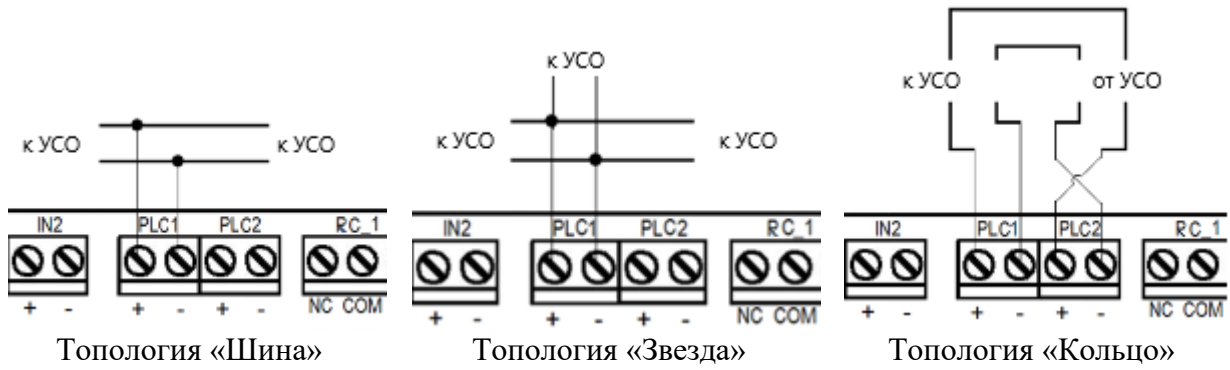 к УСО к УСО
IN2 PLC1 PLC2 RC_1
+ - + - + - NC COM
Топология «Шина»
к УСО
к УСО к УСО
IN2 PLC1 PLC2 RC_1
+ - + - + - NC COM
Топология «Звезда»
к УСО от УСО
IN2 PLC1 PLC2 RC_1
+ - + - + - NC COM
Топология «Кольцо»